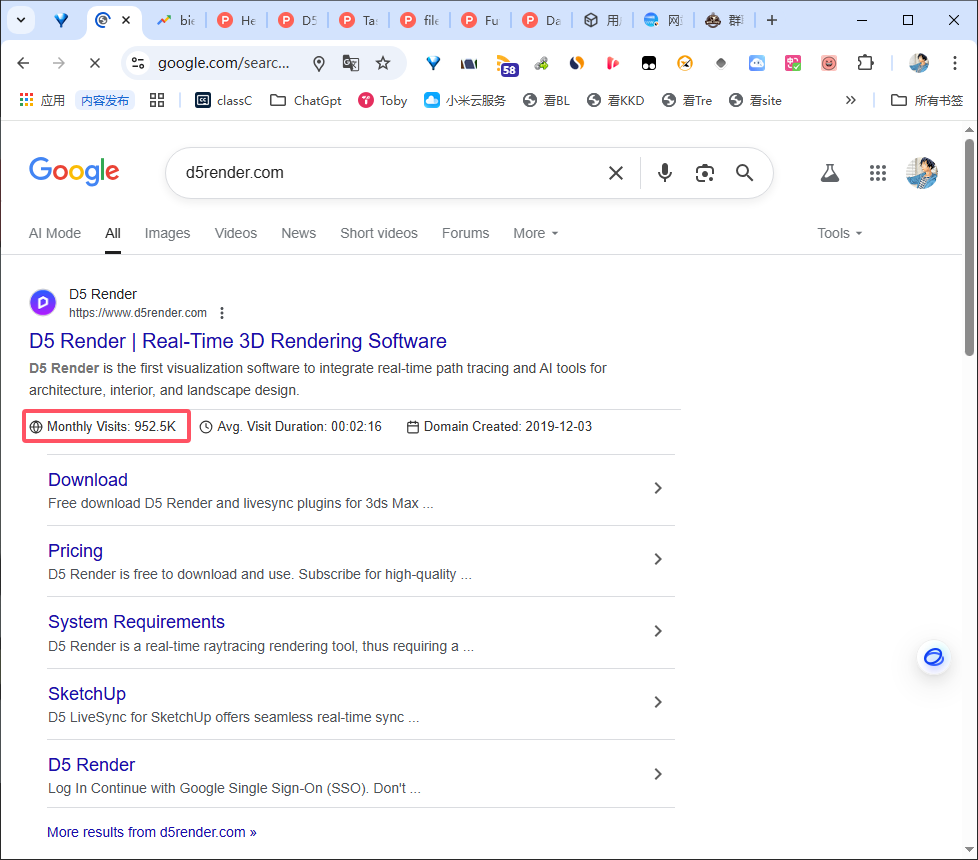 bie
He
D5
Ta
file
Fu
Da
google.com/searc...
58
应用
内容发布
classC
ChatGpt
Toby
小米云服务
看BL
看KKD
看Tre
看site
所有书签
Google
d5render.com
AI Mode
All
Images
Videos
News
Short videos
Forums
More
Tools
D5 Render
https://www.d5render.com
D5 Render | Real-Time 3D Rendering Software
D5 Render is the first visualization software to integrate real-time path tracing and AI tools for
architecture, interior, and landscape design.
Monthly Visits: 952.5K
Avg. Visit Duration: 00:02:16
Domain Created: 2019-12-03
Download
Free download D5 Render and livesync plugins for 3ds Max ...
Pricing
D5 Render is free to download and use. Subscribe for high-quality ...
System Requirements
D5 Render is a real-time raytracing rendering tool, thus requiring a ...
SketchUp
D5 LiveSync for SketchUp offers seamless real-time sync ...
D5 Render
Log In Continue with Google Single Sign-On (SSO). Don't ...
More results from d5render.com »